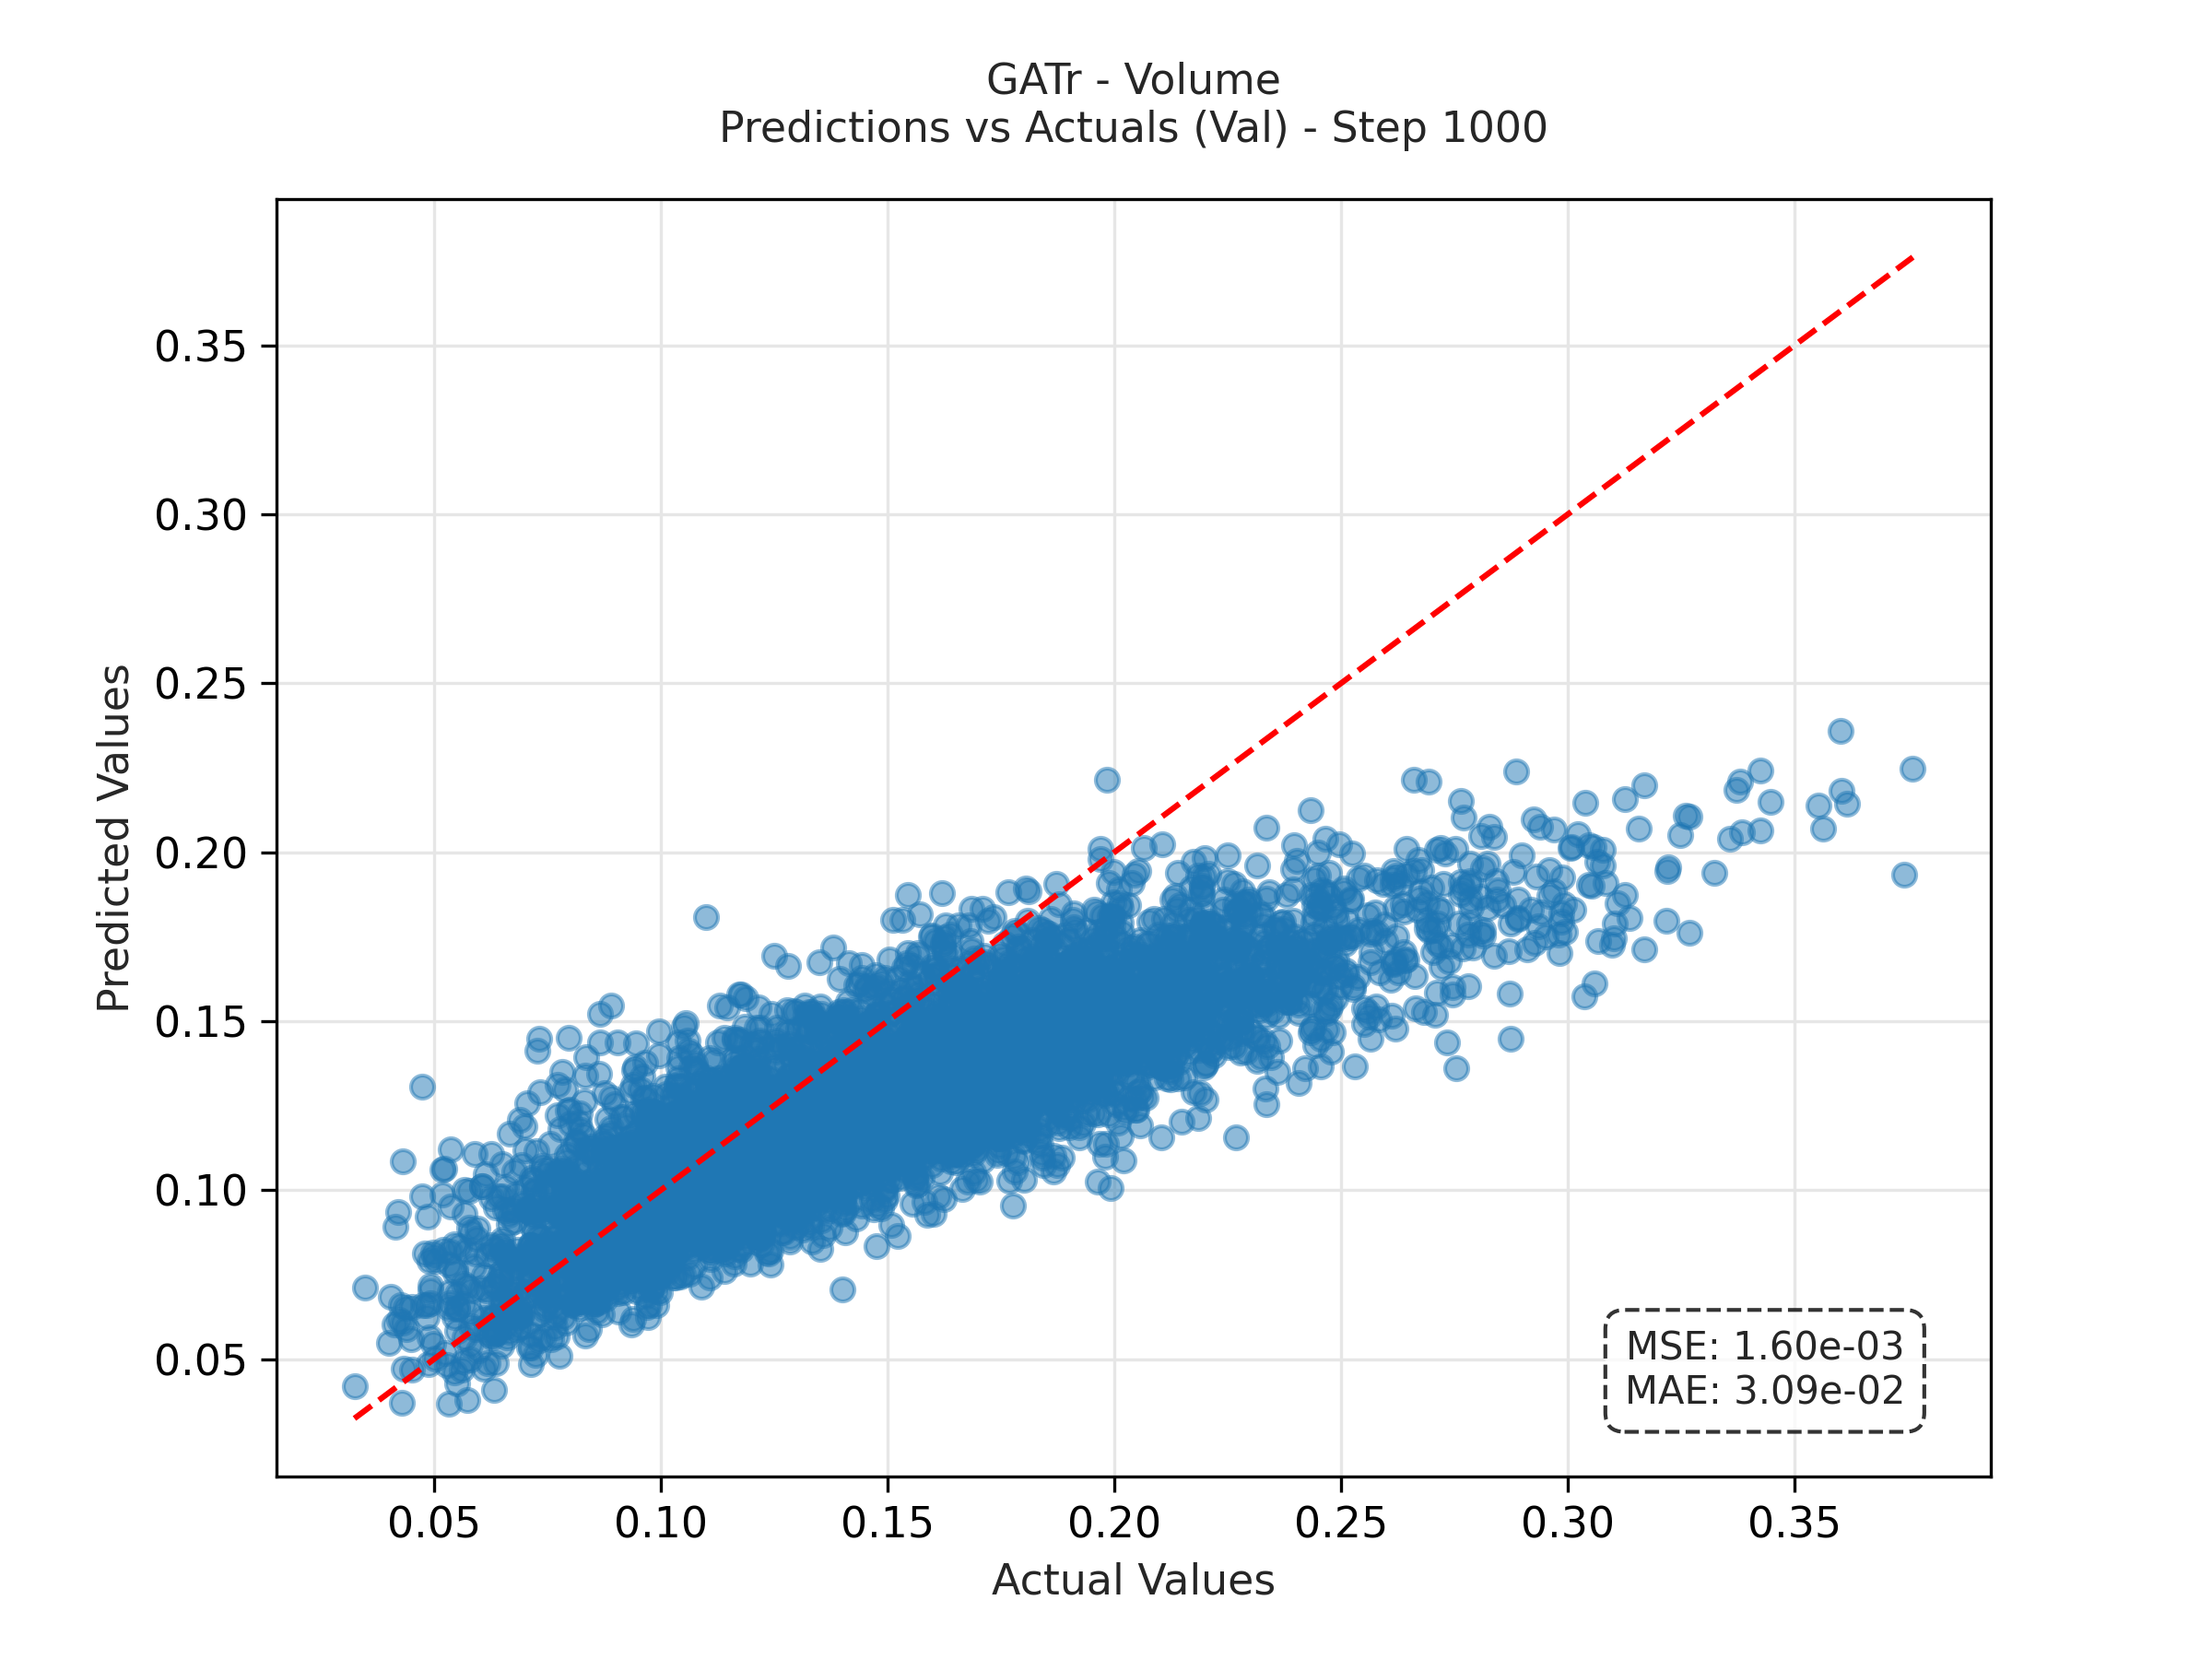 GATr - Volume
Predictions vs Actuals (Val) - Step 1000
Predicted Values
0.35
0.30
0.25
0.20
0.15
0.10
0.05
MSE: 1.60e-03
MAE: 3.09e-02
0.05 0.10 0.15 0.20 0.25 0.30 0.35
Actual Values